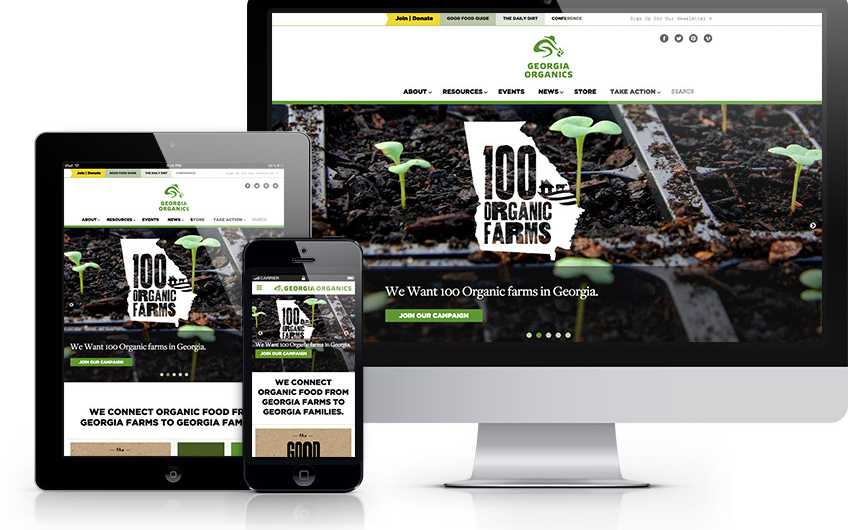 Join | Donate GOOD FOOD GUIDE THE DAILY DIRT CONFERENCE Sign Up For Our Newsletter
GEORGIA
ORGANICS
ABOUT RESOURCES EVENTS NEWS STORE TAKE ACTION SEARCH
100
ORGANIC
FARMS
We Want 100 Organic farms in Georgia.
JOIN OUR CAMPAIGN
iPad
Join | Donate GOOD FOOD GUIDE THE DAILY DIRT CONFERENCE
GEORGIA
ORGANICS
ABOUT RESOURCES EVENTS NEWS STORE TAKE ACTION SEARCH
100
ORGANIC
FARMS
We Want 100 Organic farms in Georgia.
JOIN OUR CAMPAIGN
WE CONNECT ORGANIC FOOD FR
GEORGIA FARMS TO GEORGIA FAM
the
CARRIER
GEORGIA ORGANICS
100
ORGANIC
FARMS
We Want 100 Organic farms in Georgia.
JOIN OUR CAMPAIGN
WE CONNECT
ORGANIC FOOD FROM
GEORGIA FARMS TO
GEORGIA FAMILIES.
the
GOOD